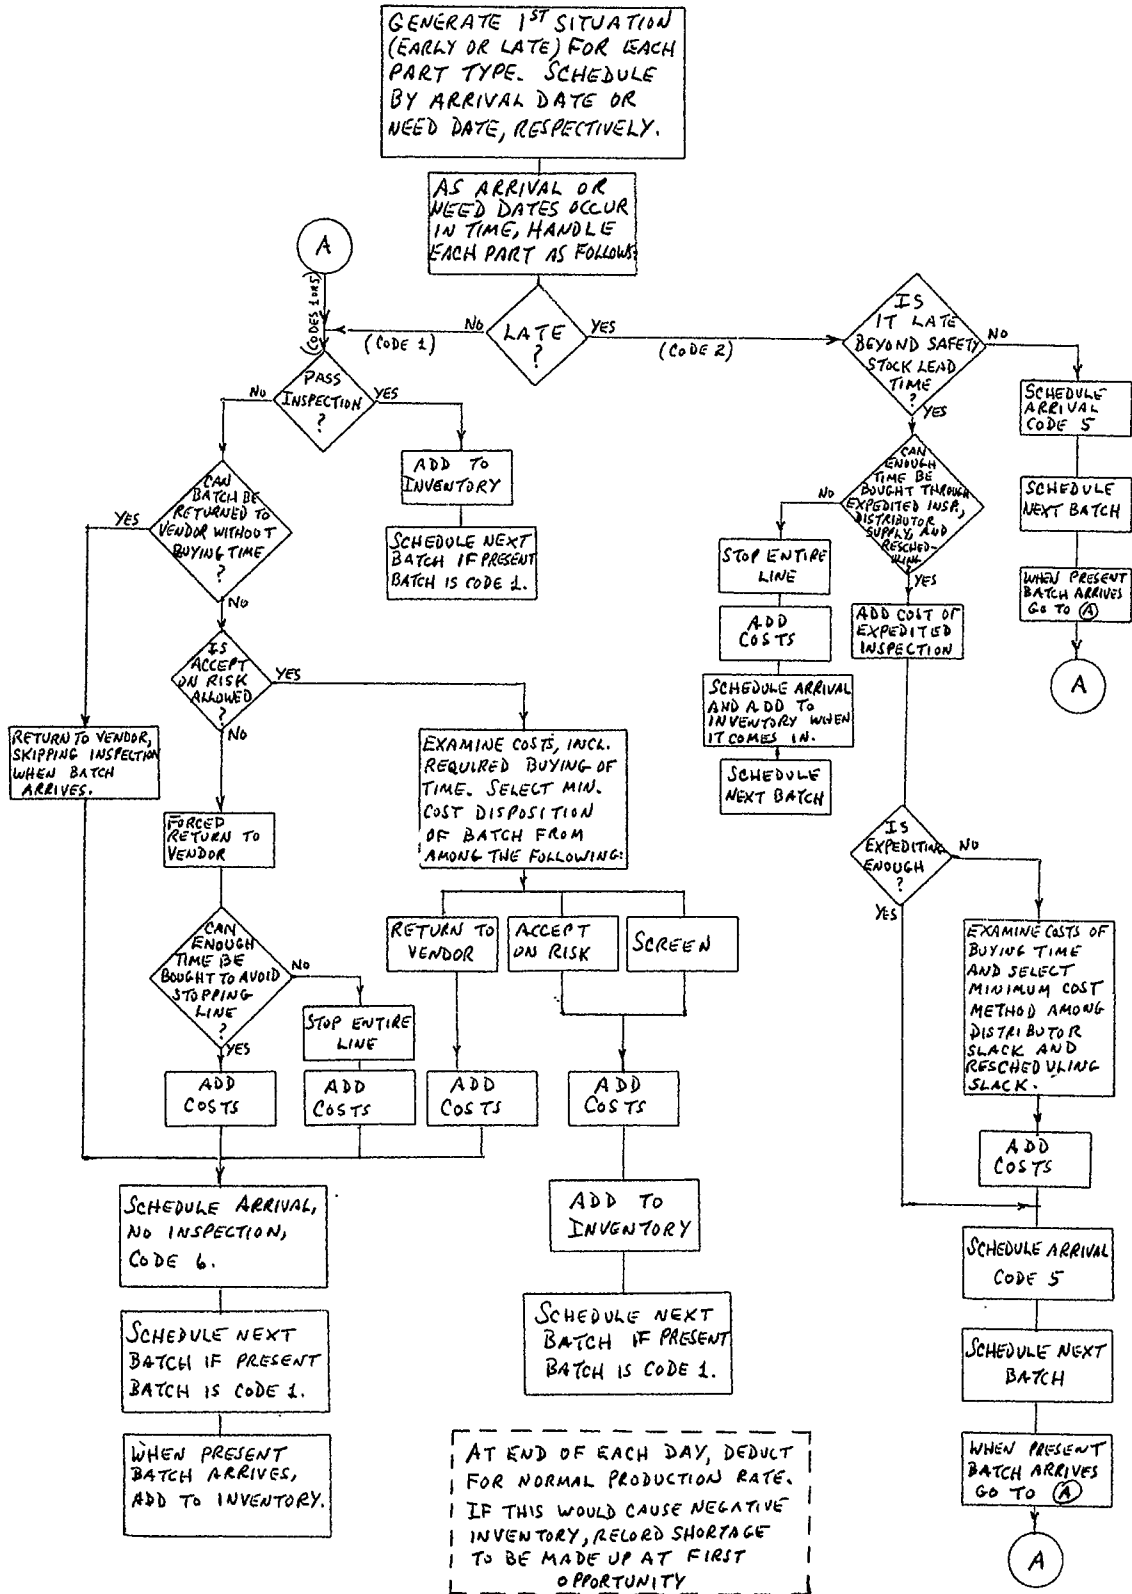 GENERATE 1ST SITUATION
(EARLY OR LATE) FOR EACH
PART TYPE. SCHEDULE
BY ARRIVAL DATE OR
NEED DATE, RESPECTIVELY.
AS ARRIVAL OR
NEED DATES OCCUR
IN TIME, HANDLE
EACH PART AS FOLLOWS:
A
(CODES 1 OR 5)
LATE
?
NO
(CODE 1)
YES
(CODE 2)
PASS
INSPECTION
?
NO
YES
ADD TO
INVENTORY
SCHEDULE NEXT
BATCH IF PRESENT
BATCH IS CODE 1.
CAN
BATCH BE
RETURNED TO
VENDOR WITHOUT
BUYING TIME
?
YES
NO
RETURN TO VENDOR,
SKIPPING INSPECTION
WHEN BATCH
ARRIVES.
IS
ACCEPT
ON RISK
ALLOWED
?
YES
NO
FORCED
RETURN TO
VENDOR
CAN
ENOUGH
TIME BE
BOUGHT TO AVOID
STOPPING
LINE
?
NO
YES
STOP ENTIRE
LINE
ADD
COSTS
ADD
COSTS
ADD
COSTS
EXAMINE COSTS, INCL.
REQUIRED BUYING OF
TIME. SELECT MIN.
COST DISPOSITION
OF BATCH FROM
AMONG THE FOLLOWING:
RETURN TO
VENDOR
ACCEPT
ON RISK
SCREEN
ADD
COSTS
ADD TO
INVENTORY
SCHEDULE NEXT
BATCH IF PRESENT
BATCH IS CODE 1.
SCHEDULE ARRIVAL,
NO INSPECTION,
CODE 6.
SCHEDULE NEXT
BATCH IF PRESENT
BATCH IS CODE 1.
WHEN PRESENT
BATCH ARRIVES,
ADD TO INVENTORY.
IS
IT LATE
BEYOND SAFETY
STOCK LEAD
TIME
?
NO
YES
SCHEDULE
ARRIVAL
CODE 5
SCHEDULE
NEXT BATCH
WHEN PRESENT
BATCH ARRIVES
GO TO A
A
CAN
ENOUGH
TIME BE
BOUGHT THROUGH
EXPEDITED INSP.,
DISTRIBUTOR
SUPPLY, AND
RESCHED-
ULING
?
NO
YES
STOP ENTIRE
LINE
ADD
COSTS
SCHEDULE ARRIVAL
AND ADD TO
INVENTORY WHEN
IT COMES IN.
SCHEDULE
NEXT BATCH
ADD COST OF
EXPEDITED
INSPECTION
IS
EXPEDITING
ENOUGH
?
NO
YES
EXAMINE COSTS OF
BUYING TIME
AND SELECT
MINIMUM COST
METHOD AMONG
DISTRIBUTOR
SLACK AND
RESCHEDULING
SLACK.
ADD
COSTS
SCHEDULE ARRIVAL
CODE 5
SCHEDULE NEXT
BATCH
WHEN PRESENT
BATCH ARRIVES
GO TO A
A
AT END OF EACH DAY, DEDUCT
FOR NORMAL PRODUCTION RATE.
IF THIS WOULD CAUSE NEGATIVE
INVENTORY, RECORD SHORTAGE
TO BE MADE UP AT FIRST
OPPORTUNITY